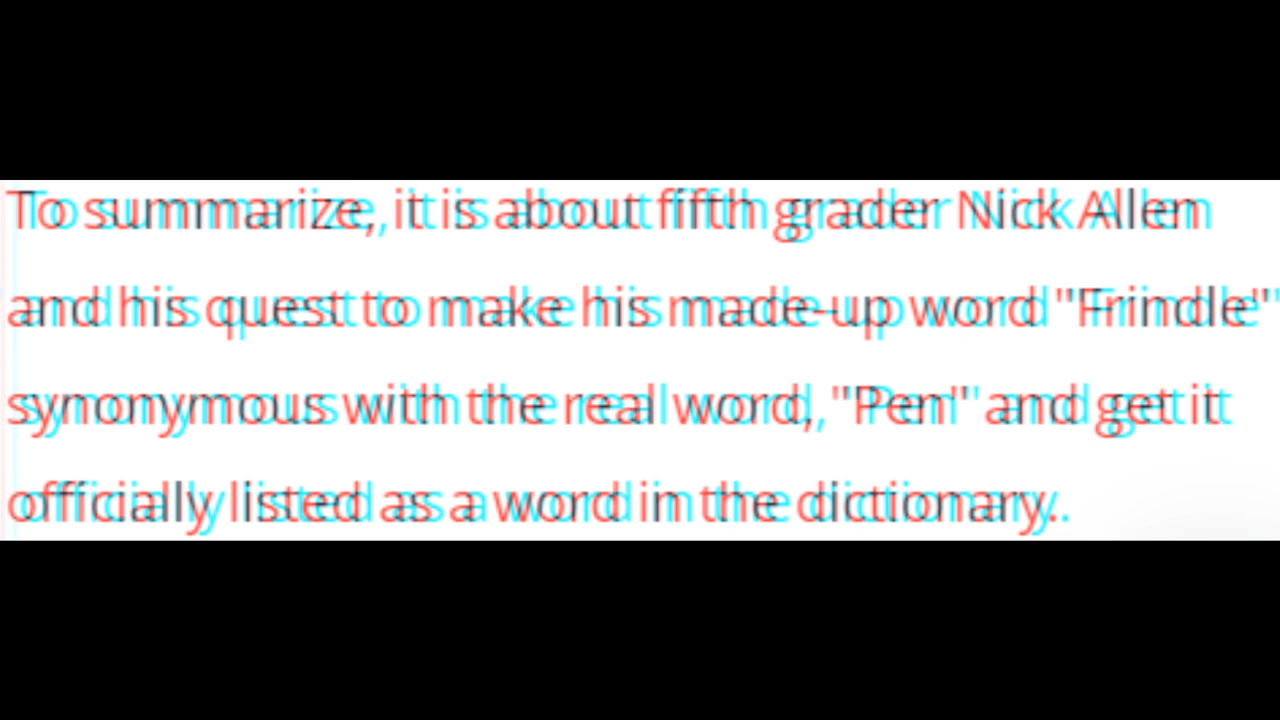 To summarize, it is about fifth grader Nick Allen
and his quest to make his made-up word "Frindle"
synonymous with the real word, "Pen" and get it
officially listed as a word in the dictionary.